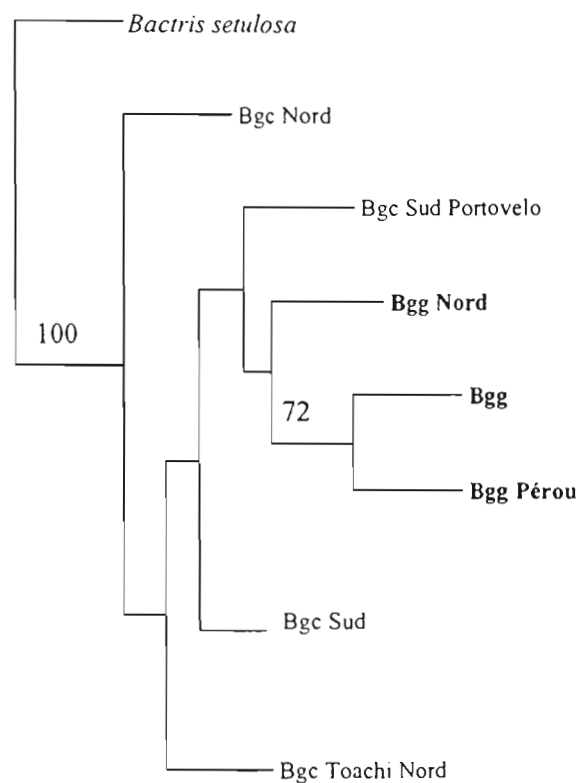 Bactris setulosa
Bgc Nord
Bgc Sud Portovelo
Bgg Nord
100
Bgg
72
Bgg Pérou
Bgc Sud
Bgc Toachi Nord